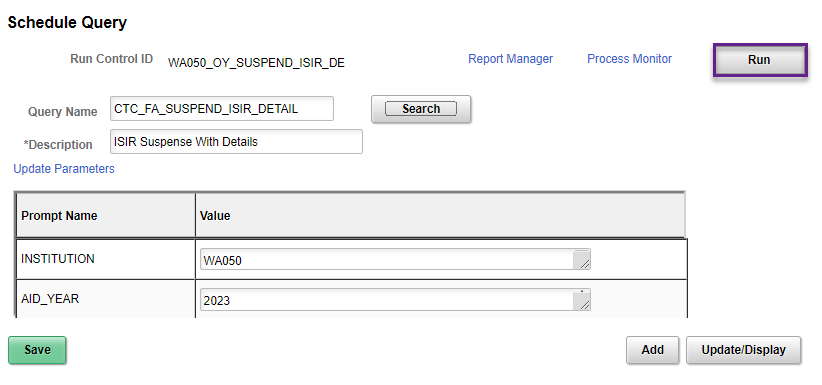 Schedule Query
Run Control ID WA050_OY_SUSPEND_ISIR_DE Report Manager Process Monitor Run
Query Name CTC_FA_SUSPEND_ISIR_DETAIL Search
*Description ISIR Suspense With Details
Update Parameters
Prompt Name Value
INSTITUTION WA050
AID_YEAR 2023
Save Add Update/Display